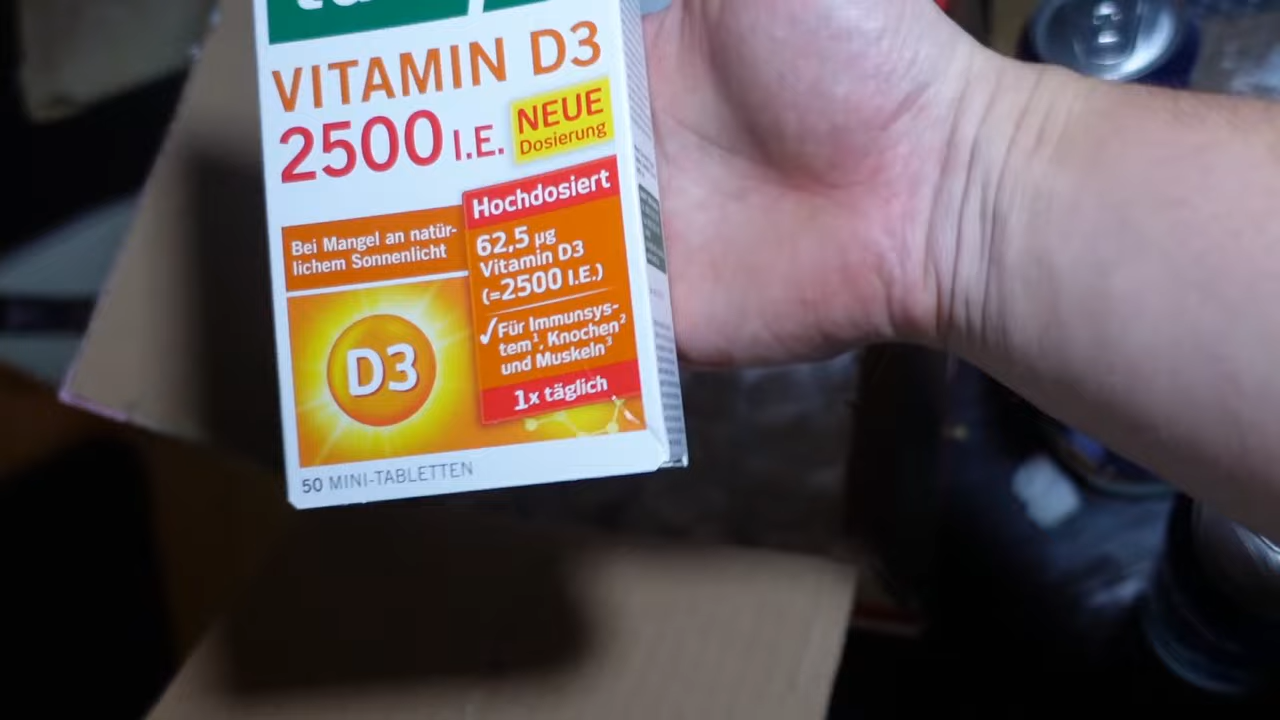 VITAMIN D3
2500 I.E.
NEUE
Dosierung
Bei Mangel an natür-
lichem Sonnenlicht
Hochdosiert
62,5 µg
Vitamin D3
(=2500 I.E.)
✓Für Immunsys-
tem¹, Knochen²
und Muskeln³
1x täglich
D3
50 MINI-TABLETTEN